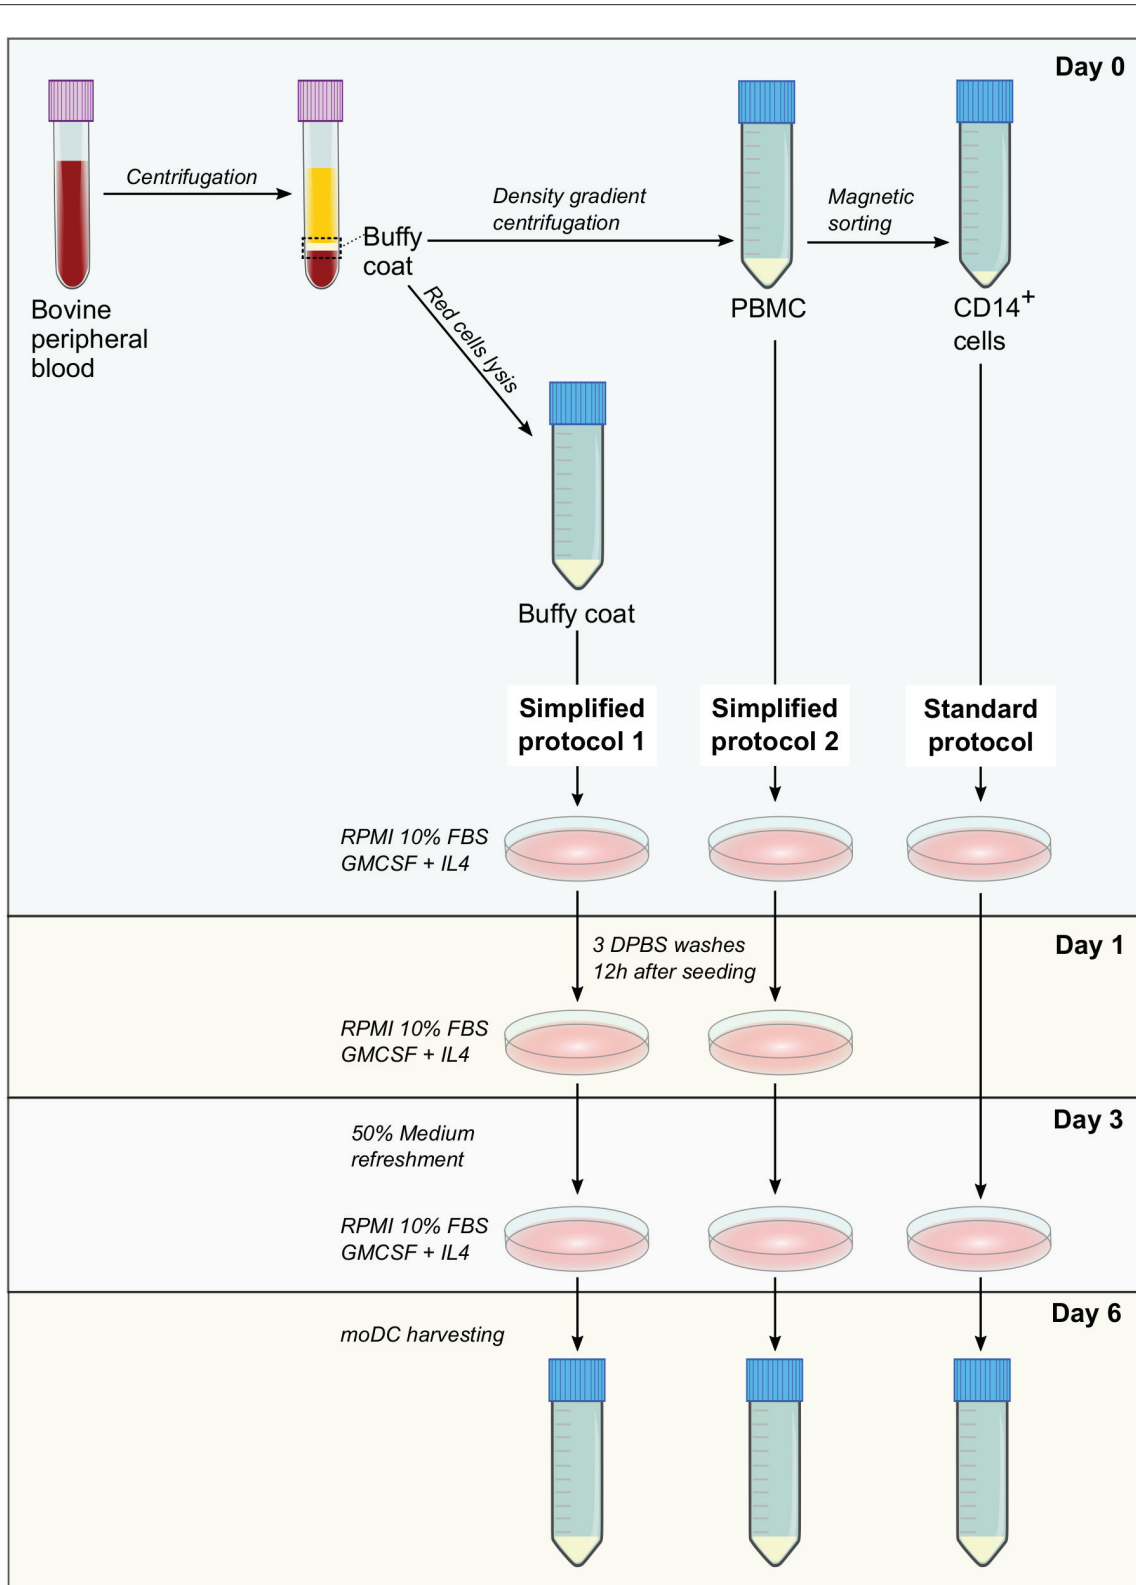 Day 0
Centrifugation
Density gradient
centrifugation
Magnetic
sorting
Buffy
coat
Bovine
peripheral
blood
Red cells lysis
PBMC
CD14+
cells
Buffy coat
Simplified
protocol 1
Simplified
protocol 2
Standard
protocol
RPMI 10% FBS
GMCSF + IL4
Day 1
3 DPBS washes
12h after seeding
RPMI 10% FBS
GMCSF + IL4
Day 3
50% Medium
refreshment
RPMI 10% FBS
GMCSF + IL4
Day 6
moDC harvesting